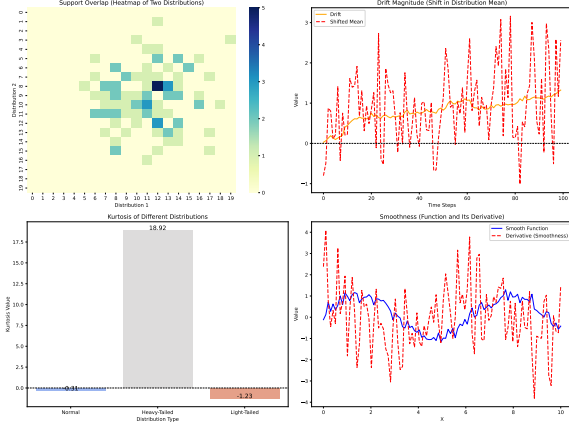 Support Overlap (Heatmap of Two Distributions)
0
1
2
3
4
5
6
7
8
9
10
11
12
13
14
15
16
17
18
19
Distribution 2
0 1 2 3 4 5 6 7 8 9 10 11 12 13 14 15 16 17 18 19
Distribution 1
5
4
3
2
1
0
Drift Magnitude (Shift in Distribution Mean)
Drift
Shifted Mean
3
2
1
0
−1
Value
0 20 40 60 80 100
Time Steps
Kurtosis of Different Distributions
17.5
15.0
12.5
10.0
7.5
5.0
2.5
0.0
Kurtosis Value
18.92
-0.31
-1.23
Normal Heavy-Tailed Light-Tailed
Distribution Type
Smoothness (Function and Its Derivative)
Smooth Function
Derivative (Smoothness)
4
3
2
1
0
−1
−2
−3
−4
Value
0 2 4 6 8 10
X